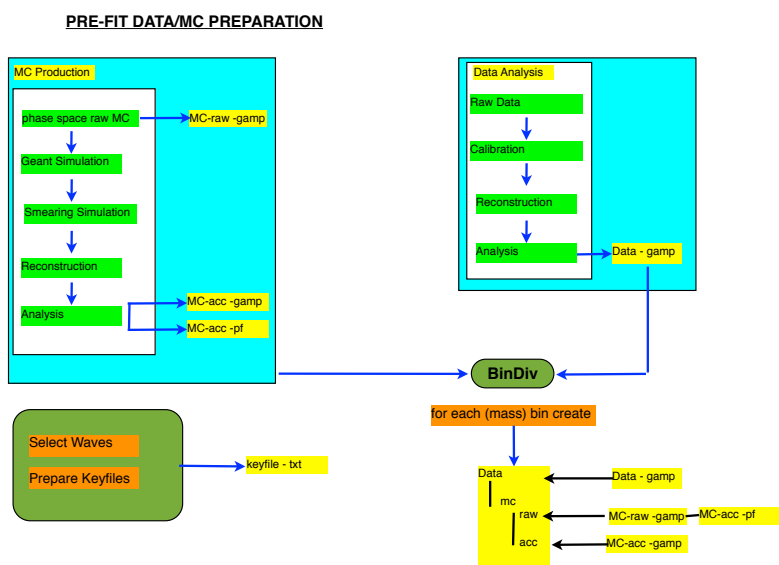 PRE-FIT DATA/MC PREPARATION
MC Production
phase space raw MC
MC-raw -gamp
Geant Simulation
Smearing Simulation
Reconstruction
Analysis
MC-acc -gamp
MC-acc -pf
Data Analysis
Raw Data
Calibration
Reconstruction
Analysis
Data - gamp
BinDiv
for each (mass) bin create
Select Waves
Prepare Keyfiles
keyfile - txt
Data
mc
raw
acc
Data - gamp
MC-raw -gamp
MC-acc -pf
MC-acc -gamp